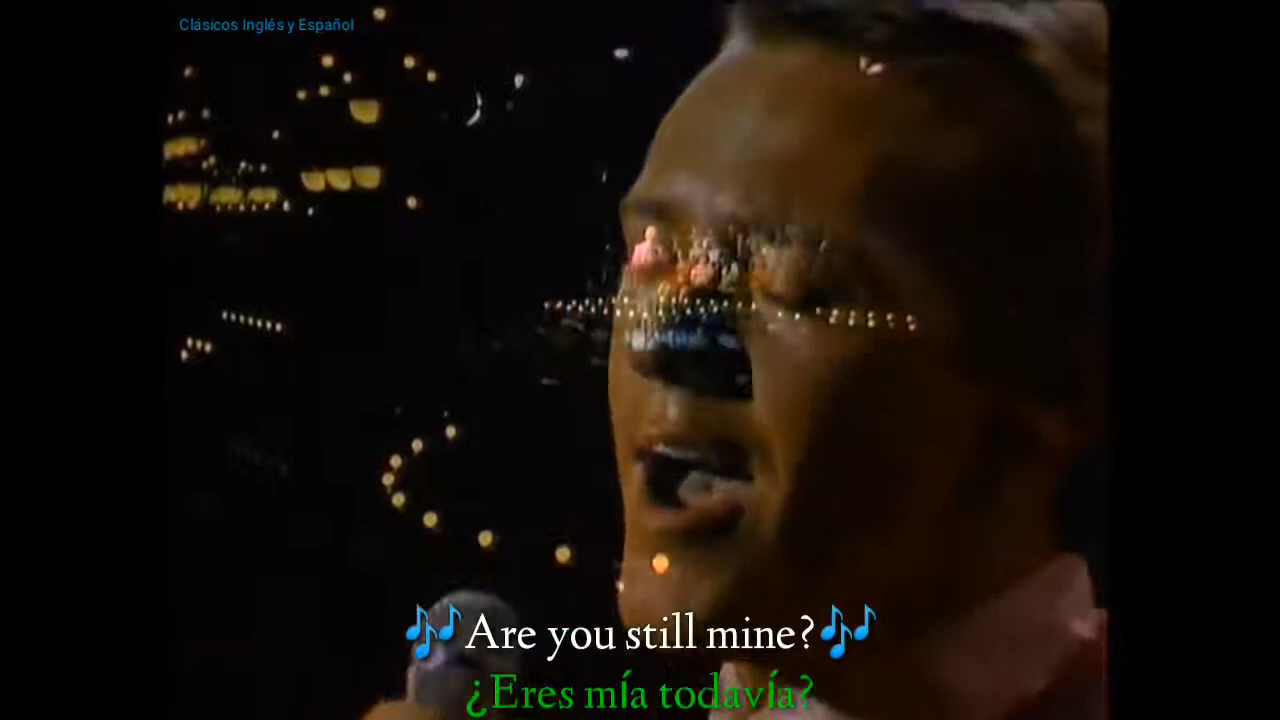 Clásicos Inglés y Español
🎶Are you still mine?🎶
¿Eres mía todavía?